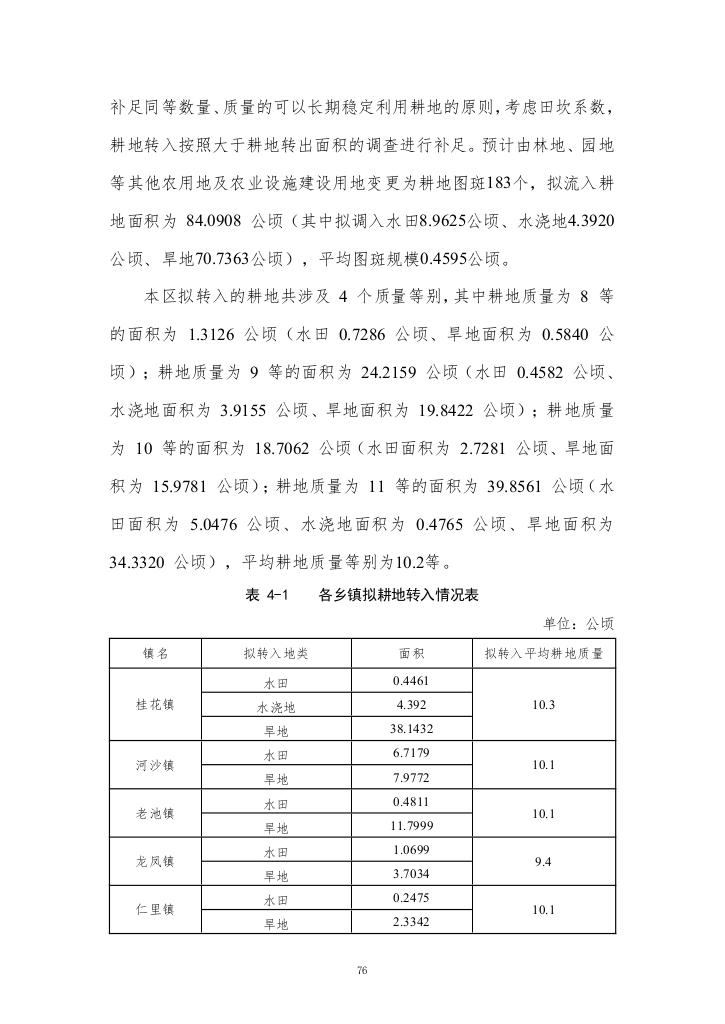 补足同等数量、质量的可以长期稳定利用耕地的原则，考虑田坎系数，
耕地转入按照大于耕地转出面积的调查进行补足。预计由林地、园地
等其他农用地及农业设施建设用地变更为耕地图斑183个，拟流入耕
地面积为 84.0908 公顷（其中拟调入水田8.9625公顷、水浇地4.3920
公顷、旱地70.7363公顷），平均图斑规模0.4595公顷。
本区拟转入的耕地共涉及 4 个质量等别，其中耕地质量为 8 等
的面积为 1.3126 公顷（水田 0.7286 公顷、旱地面积为 0.5840 公
顷）；耕地质量为 9 等的面积为 24.2159 公顷（水田 0.4582 公顷、
水浇地面积为 3.9155 公顷、旱地面积为 19.8422 公顷）；耕地质量
为 10 等的面积为 18.7062 公顷（水田面积为 2.7281 公顷、旱地面
积为 15.9781 公顷）；耕地质量为 11 等的面积为 39.8561 公顷（水
田面积为 5.0476 公顷、水浇地面积为 0.4765 公顷、旱地面积为
34.3320 公顷），平均耕地质量等别为10.2等。
表 4-1 各乡镇拟耕地转入情况表
单位：公顷
镇名 拟转入地类 面积 拟转入平均耕地质量
桂花镇 水田 0.4461 10.3
水浇地 4.392
旱地 38.1432
河沙镇 水田 6.7179 10.1
旱地 7.9772
老池镇 水田 0.4811 10.1
旱地 11.7999
龙凤镇 水田 1.0699 9.4
旱地 3.7034
仁里镇 水田 0.2475 10.1
旱地 2.3342
76